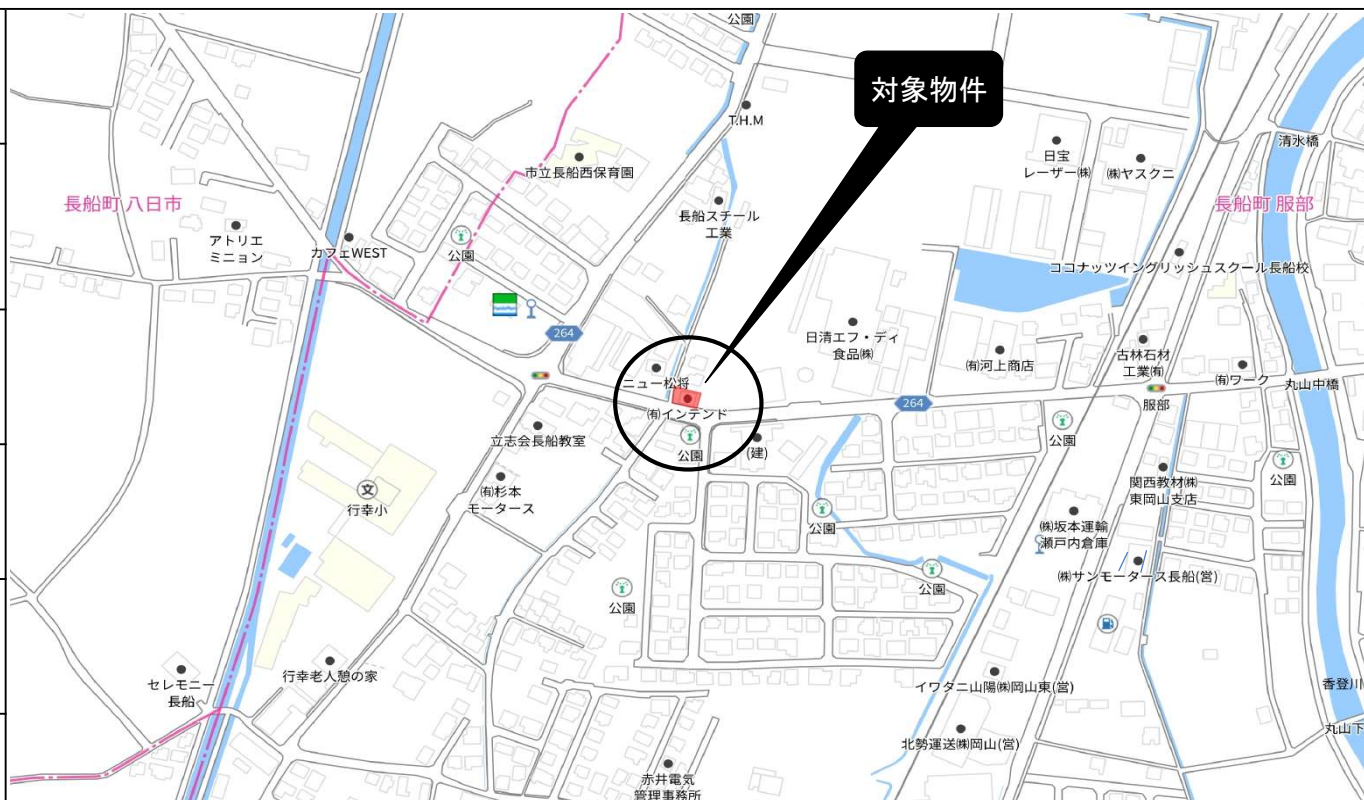 公園
対象物件
T.H.M
清水橋
日宝
レーザー㈱
㈱ヤスクニ
市立長船西保育園
長船町 八日市
長船町 服部
長船スチール
工業
アトリエ
ミニョン
カフェWEST
公園
ココナッツイングリッシュスクール長船校
264
日清エフ・ディ
食品㈱
㈲河上商店
古林石材
工業㈲
㈲ワーク
丸山中橋
ニュー松将
264
服部
㈲インテンド
立志会長船教室
公園
(建)
公園
公園
㈲杉本
モータース
文
行幸小
関西教材㈱
東岡山支店
公園
㈱坂本運輸
瀬戸内倉庫
㈱サンモータース長船(営)
公園
公園
行幸老人憩の家
セレモニー
長船
イワタニ山陽㈱岡山東(営)
香登川
丸山下
北勢運送㈱岡山(営)
赤井電気
管理事務所